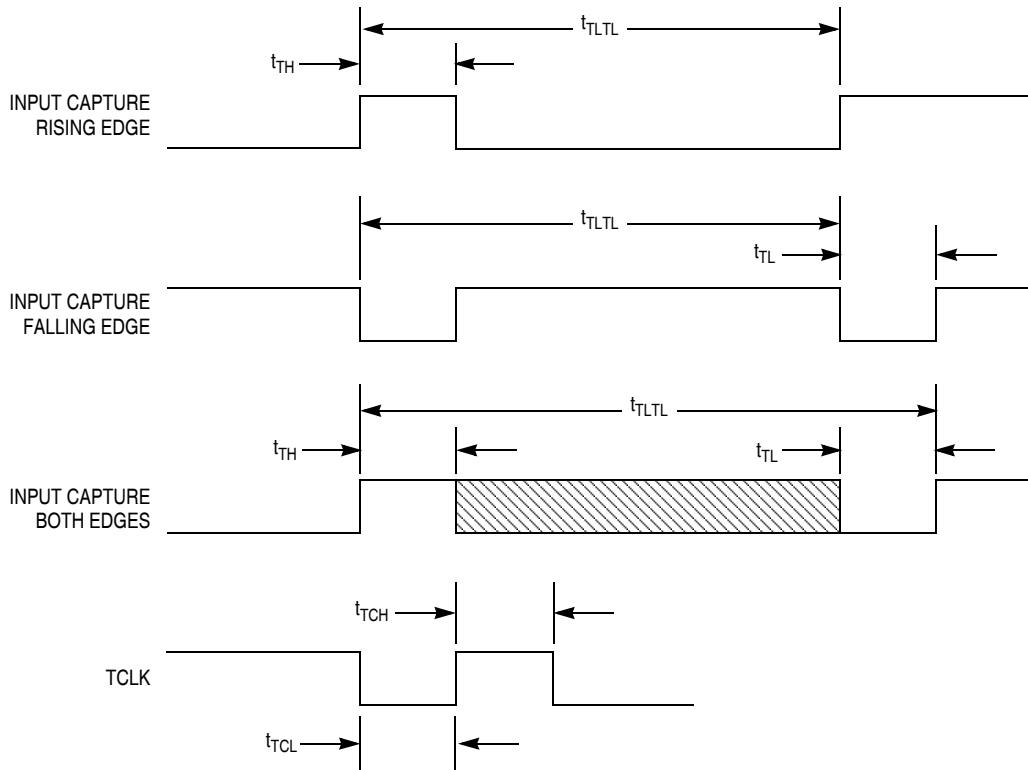 tTLTL
tTH
INPUT CAPTURE
RISING EDGE
tTLTL
tTL
INPUT CAPTURE
FALLING EDGE
tTLTL
tTH
tTL
INPUT CAPTURE
BOTH EDGES
tTCH
TCLK
tTCL